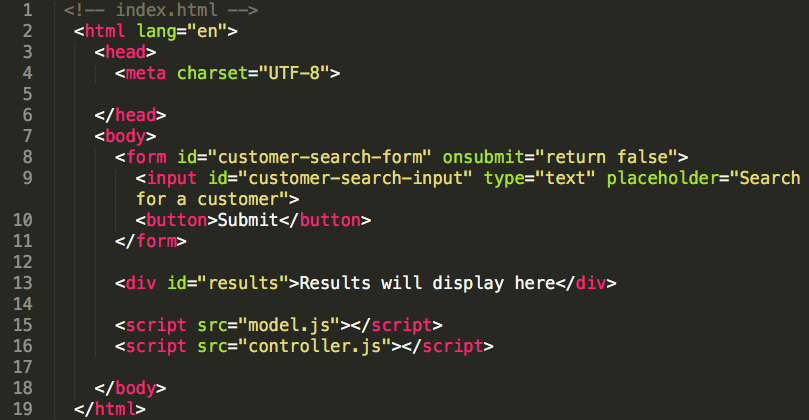 1 <!-- index.html -->
2 <html lang="en">
3 <head>
4 <meta charset="UTF-8">
5
6 </head>
7 <body>
8 <form id="customer-search-form" onsubmit="return false">
9 <input id="customer-search-input" type="text" placeholder="Search
for a customer">
10 <button>Submit</button>
11 </form>
12
13 <div id="results">Results will display here</div>
14
15 <script src="model.js"></script>
16 <script src="controller.js"></script>
17
18 </body>
19 </html>